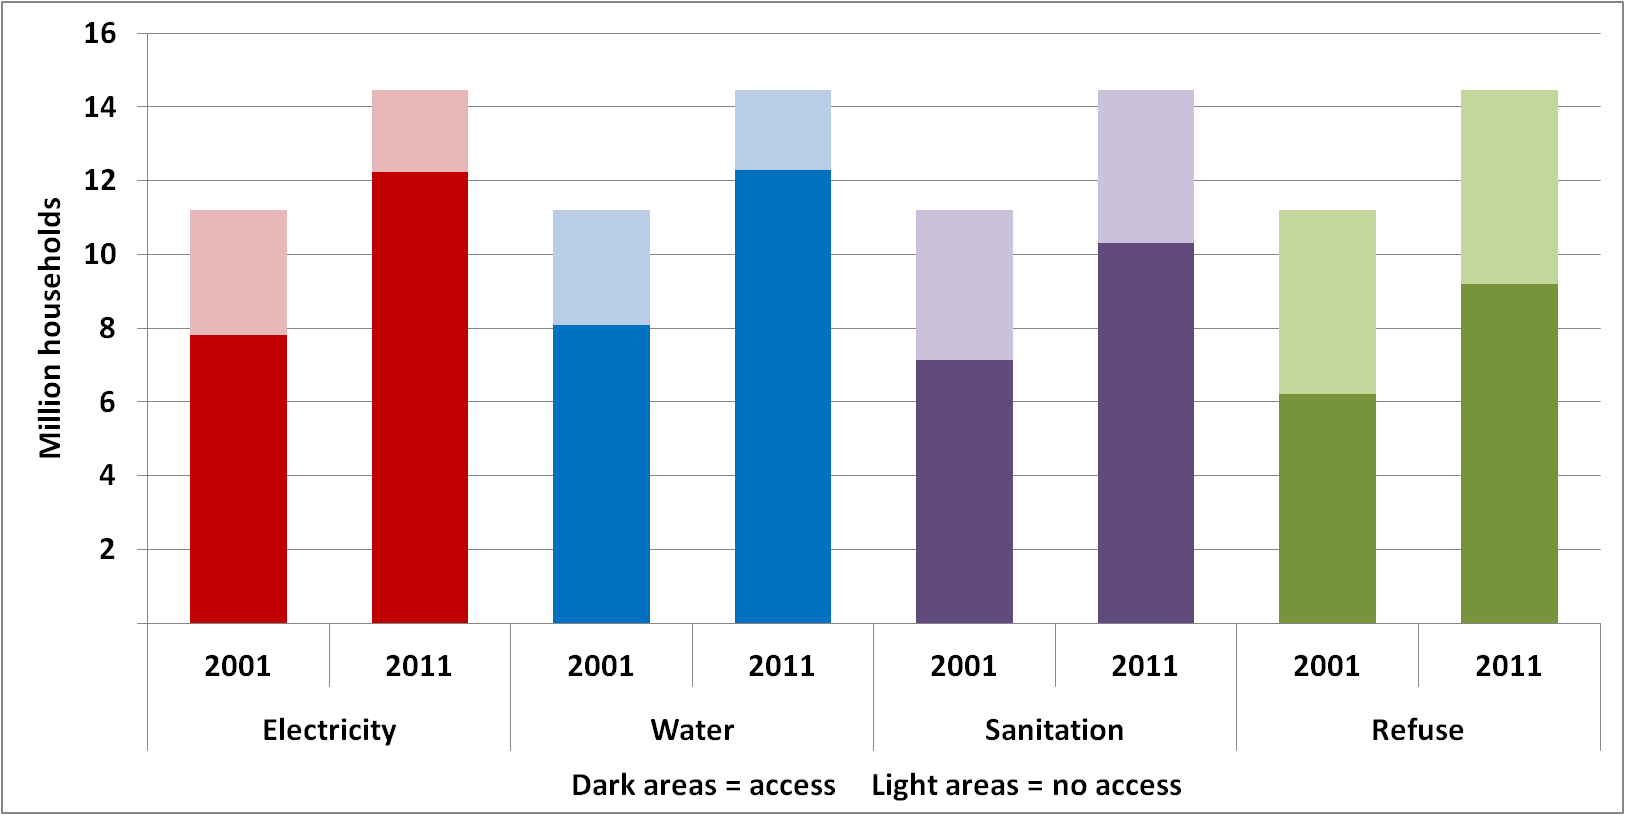 16
14
12
10
8
6
4
2
Million households
2001 2011 2001 2011 2001 2011 2001 2011
Electricity Water Sanitation Refuse
Dark areas = access Light areas = no access